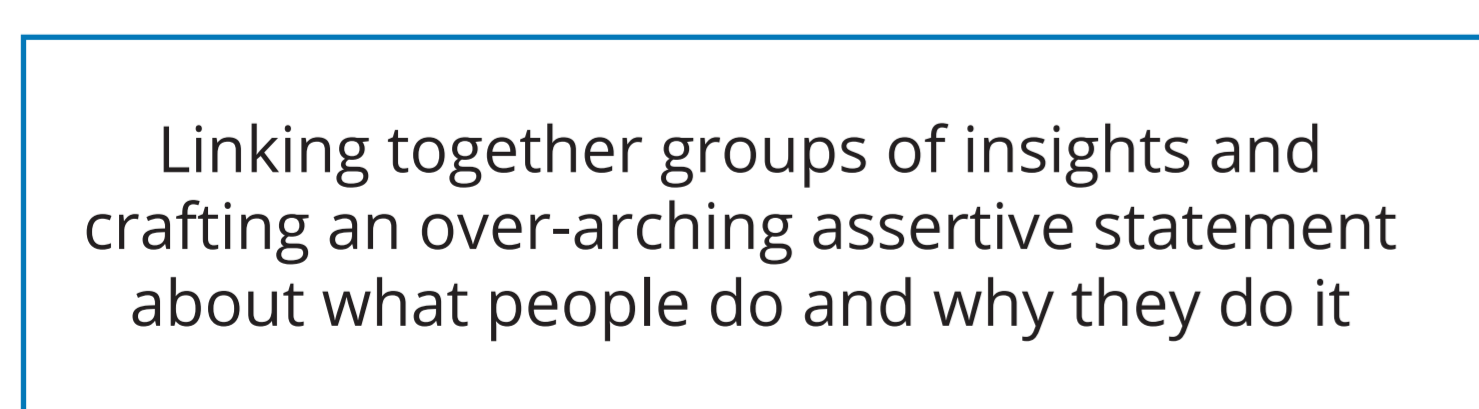 Linking together groups of insights and
crafting an over-arching assertive statement
about what people do and why they do it